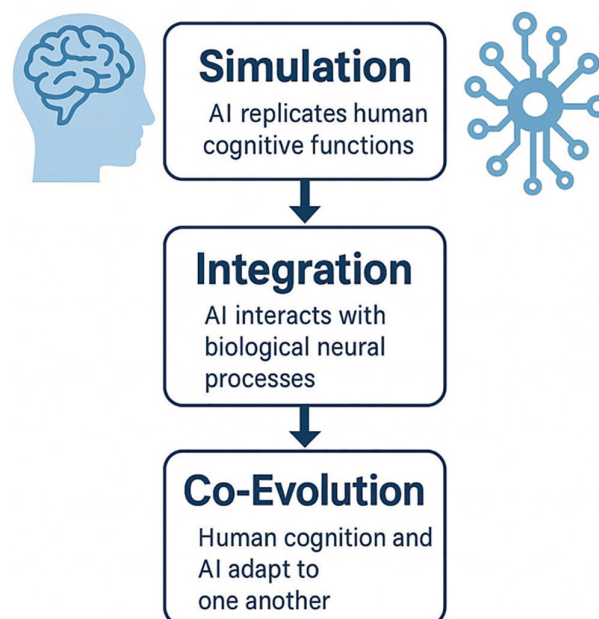 Simulation
AI replicates human
cognitive functions
Integration
AI interacts with
biological neural
processes
Co-Evolution
Human cognition and
AI adapt to
one another